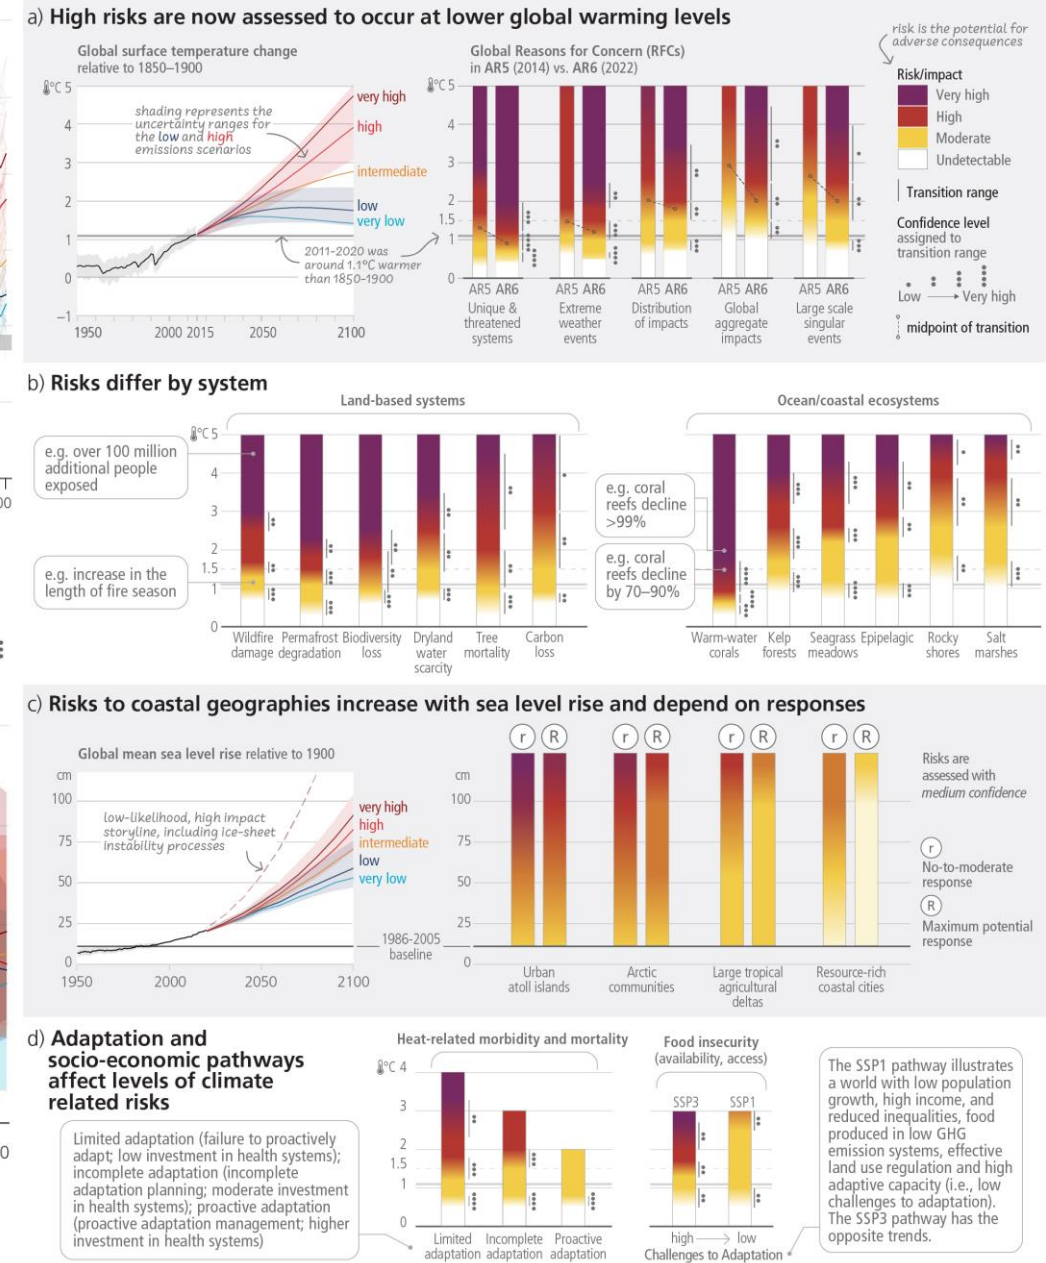 a) High risks are now assessed to occur at lower global warming levels
Global surface temperature change
relative to 1850–1900
°C 5
4
3
2
1
0
−1
1950
2000 2015
2050
2100
shading represents the
uncertainty ranges for
the low and high
emissions scenarios
very high
high
intermediate
low
very low
2011-2020 was
around 1.1°C warmer
than 1850-1900
Global Reasons for Concern (RFCs)
in AR5 (2014) vs. AR6 (2022)
°C 5
4
3
2
1.5
1
0
AR5 AR6
Unique &
threatened
systems
AR5 AR6
Extreme
weather
events
AR5 AR6
Distribution
of impacts
AR5 AR6
Global
aggregate
impacts
AR5 AR6
Large scale
singular
events
risk is the potential for
adverse consequences
Risk/impact
Very high
High
Moderate
Undetectable
Transition range
Confidence level
assigned to
transition range
Low
Very high
midpoint of transition
b) Risks differ by system
Land-based systems
°C 5
4
3
2
1.5
1
0
e.g. over 100 million
additional people
exposed
e.g. increase in the
length of fire season
Wildfire
damage
Permafrost
degradation
Biodiversity
loss
Dryland
water
scarcity
Tree
mortality
Carbon
loss
Ocean/coastal ecosystems
e.g. coral
reefs decline
>99%
e.g. coral
reefs decline
by 70–90%
Warm-water
corals
Kelp
forests
Seagrass
meadows
Epipelagic
Rocky
shores
Salt
marshes
c) Risks to coastal geographies increase with sea level rise and depend on responses
Global mean sea level rise relative to 1900
cm
100
75
50
25
0
1950
2000
2050
2100
low-likelihood, high impact
storyline, including ice-sheet
instability processes
very high
high
intermediate
low
very low
1986-2005
baseline
cm
100
75
50
25
0
r R
Urban
atoll islands
r R
Arctic
communities
r R
Large tropical
agricultural
deltas
r R
Resource-rich
coastal cities
Risks are
assessed with
medium confidence
r
No-to-moderate
response
R
Maximum potential
response
d) Adaptation and
socio-economic pathways
affect levels of climate
related risks
Limited adaptation (failure to proactively
adapt; low investment in health systems);
incomplete adaptation (incomplete
adaptation planning; moderate investment
in health systems); proactive adaptation
(proactive adaptation management; higher
investment in health systems)
Heat-related morbidity and mortality
°C 4
3
2
1.5
1
0
Limited
adaptation
Incomplete
adaptation
Proactive
adaptation
Food insecurity
(availability, access)
SSP3
SSP1
high
low
Challenges to Adaptation
The SSP1 pathway illustrates
a world with low population
growth, high income, and
reduced inequalities, food
produced in low GHG
emission systems, effective
land use regulation and high
adaptive capacity (i.e., low
challenges to adaptation).
The SSP3 pathway has the
opposite trends.